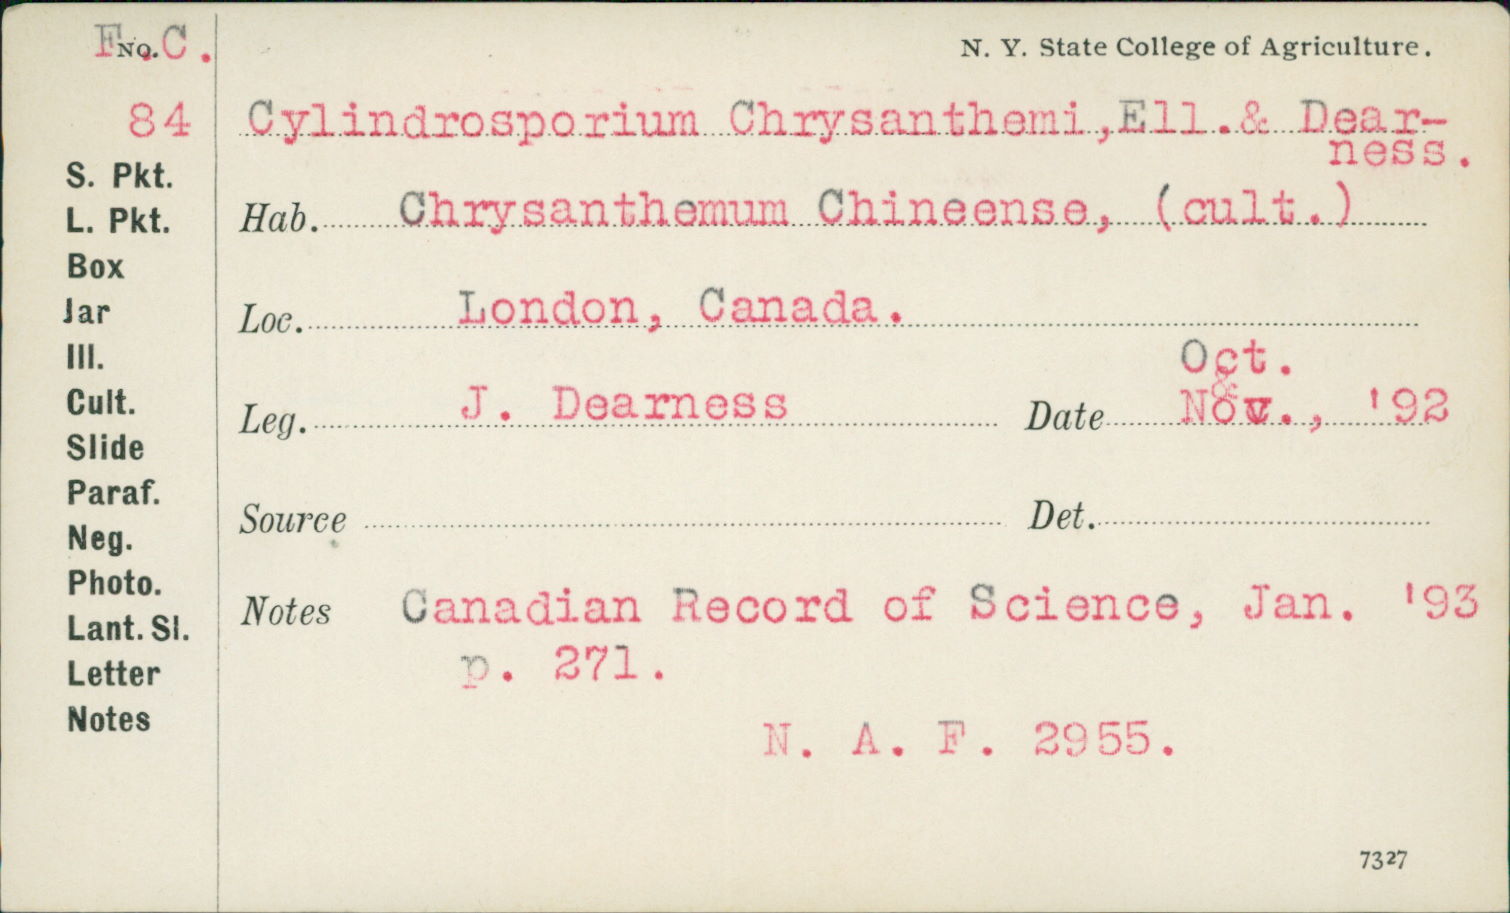 F No. C.
N. Y. State College of Agriculture.
84
Cylindrosporium Chrysanthemi, Ell. & Dear-
ness.
S. Pkt.
L. Pkt.
Box
Jar
Ill.
Cult.
Slide
Paraf.
Neg.
Photo.
Lant. Sl.
Letter
Notes
Hab. Chrysanthemum Chineense, (cult.)
Loc. London, Canada.
Oct.
&
Leg. J. Dearness Date Nov., '92
Source Det.
Notes Canadian Record of Science, Jan. '93
p. 271.
N. A. F. 2955.
7327